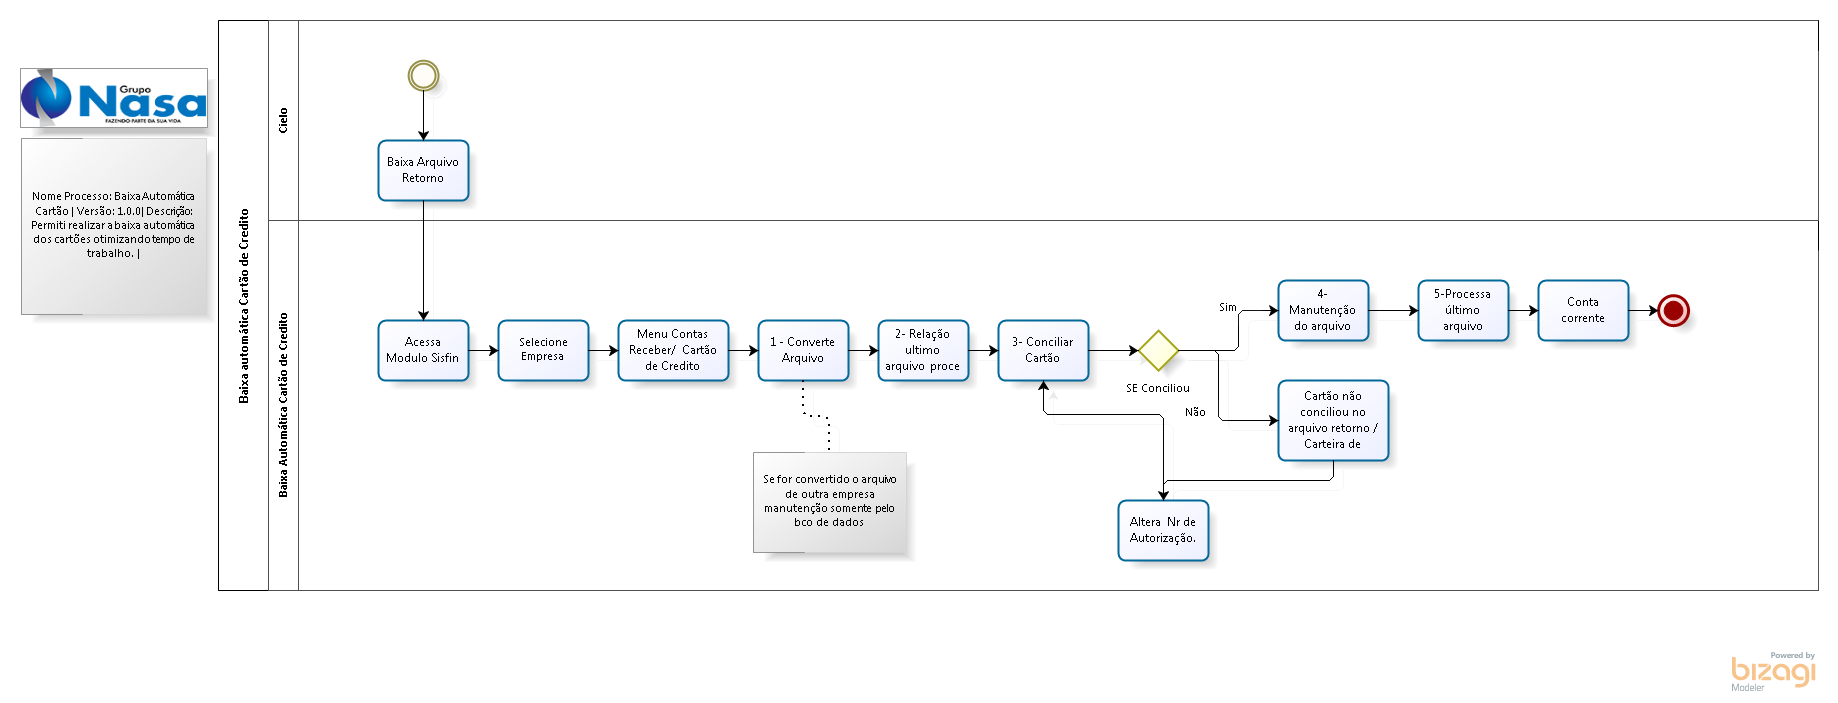 Grupo
Nasa
FAZENDO PARTE DA SUA VIDA
Nome Processo: Baixa Automática
Cartão | Versão: 1.0.0| Descrição:
Permiti realizar a baixa automática
dos cartões otimizando tempo de
trabalho. |
Baixa automática Cartão de Credito
Cielo
Baixa Arquivo
Retorno
Baixa Automática Cartão de Credito
Acessa
Modulo Sisfin
Selecione
Empresa
Menu Contas
Receber/ Cartão
de Credito
1 - Converte
Arquivo
2- Relação
ultimo
arquivo proce
3- Conciliar
Cartão
SE Conciliou
Sim
Não
4-
Manutenção
do arquivo
5-Processa
último
arquivo
Conta
corrente
Cartão não
conciliou no
arquivo retorno /
Carteira de
Altera Nr de
Autorização.
Se for convertido o arquivo
de outra empresa
manutenção somente pelo
bco de dados
Powered by
bizagi
Modeler